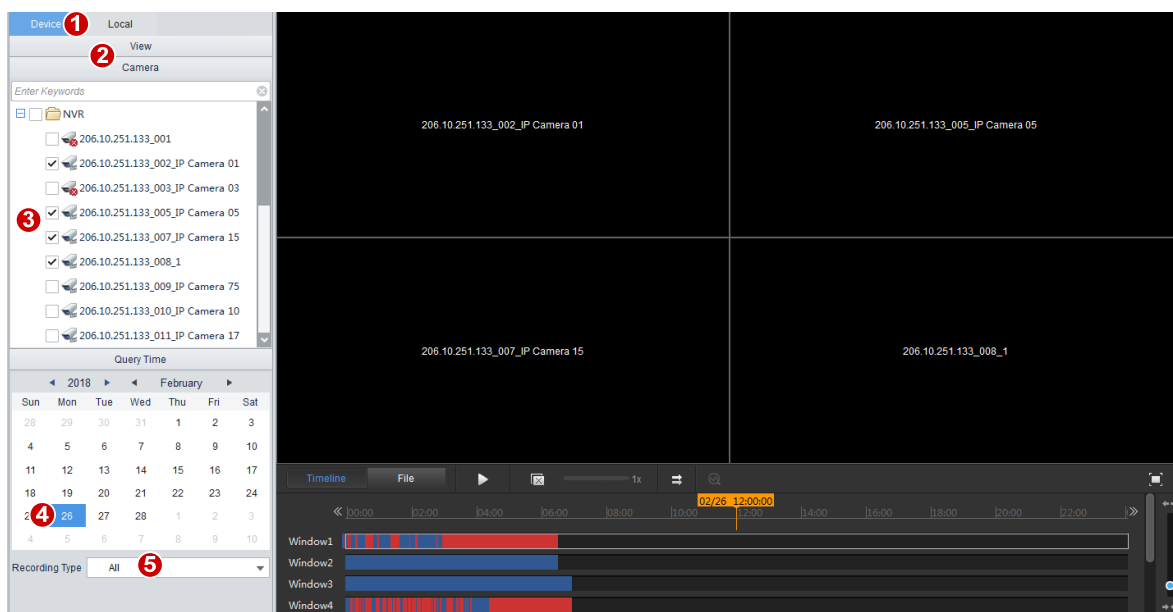 Device 1 Local
View
2
Camera
Enter Keywords
NVR
206.10.251.133_001
206.10.251.133_002_IP Camera 01
206.10.251.133_003_IP Camera 03
3
206.10.251.133_005_IP Camera 05
206.10.251.133_007_IP Camera 15
206.10.251.133_008_1
206.10.251.133_009_IP Camera 75
206.10.251.133_010_IP Camera 10
206.10.251.133_011_IP Camera 17
Query Time
2018 February
Sun Mon Tue Wed Thu Fri Sat
28 29 30 31 1 2 3
4 5 6 7 8 9 10
11 12 13 14 15 16 17
18 19 20 21 22 23 24
4 26 27 28 1 2 3
4 5 6 7 8 9 10
Recording Type All 5
206.10.251.133_002_IP Camera 01
206.10.251.133_005_IP Camera 05
206.10.251.133_007_IP Camera 15
206.10.251.133_008_1
Timeline File 1x
02/26 12:00:00
00:00 02:00 04:00 06:00 08:00 10:00 12:00 14:00 16:00 18:00 20:00 22:00
Window1
Window2
Window3
Window4